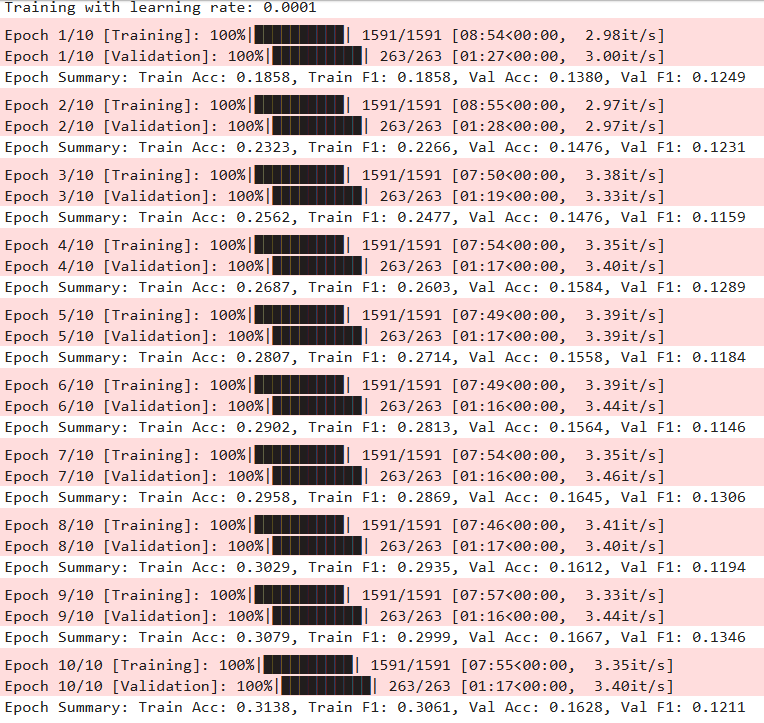 Training with learning rate: 0.0001
Epoch 1/10 [Training]: 100%|██████████| 1591/1591 [08:54<00:00,  2.98it/s]
Epoch 1/10 [Validation]: 100%|██████████| 263/263 [01:27<00:00,  3.00it/s]
Epoch Summary: Train Acc: 0.1858, Train F1: 0.1858, Val Acc: 0.1380, Val F1: 0.1249
Epoch 2/10 [Training]: 100%|██████████| 1591/1591 [08:55<00:00,  2.97it/s]
Epoch 2/10 [Validation]: 100%|██████████| 263/263 [01:28<00:00,  2.97it/s]
Epoch Summary: Train Acc: 0.2323, Train F1: 0.2266, Val Acc: 0.1476, Val F1: 0.1231
Epoch 3/10 [Training]: 100%|██████████| 1591/1591 [07:50<00:00,  3.38it/s]
Epoch 3/10 [Validation]: 100%|██████████| 263/263 [01:19<00:00,  3.33it/s]
Epoch Summary: Train Acc: 0.2562, Train F1: 0.2477, Val Acc: 0.1476, Val F1: 0.1159
Epoch 4/10 [Training]: 100%|██████████| 1591/1591 [07:54<00:00,  3.35it/s]
Epoch 4/10 [Validation]: 100%|██████████| 263/263 [01:17<00:00,  3.40it/s]
Epoch Summary: Train Acc: 0.2687, Train F1: 0.2603, Val Acc: 0.1584, Val F1: 0.1289
Epoch 5/10 [Training]: 100%|██████████| 1591/1591 [07:49<00:00,  3.39it/s]
Epoch 5/10 [Validation]: 100%|██████████| 263/263 [01:17<00:00,  3.39it/s]
Epoch Summary: Train Acc: 0.2807, Train F1: 0.2714, Val Acc: 0.1558, Val F1: 0.1184
Epoch 6/10 [Training]: 100%|██████████| 1591/1591 [07:49<00:00,  3.39it/s]
Epoch 6/10 [Validation]: 100%|██████████| 263/263 [01:16<00:00,  3.44it/s]
Epoch Summary: Train Acc: 0.2902, Train F1: 0.2813, Val Acc: 0.1564, Val F1: 0.1146
Epoch 7/10 [Training]: 100%|██████████| 1591/1591 [07:54<00:00,  3.35it/s]
Epoch 7/10 [Validation]: 100%|██████████| 263/263 [01:16<00:00,  3.46it/s]
Epoch Summary: Train Acc: 0.2958, Train F1: 0.2869, Val Acc: 0.1645, Val F1: 0.1306
Epoch 8/10 [Training]: 100%|██████████| 1591/1591 [07:46<00:00,  3.41it/s]
Epoch 8/10 [Validation]: 100%|██████████| 263/263 [01:17<00:00,  3.40it/s]
Epoch Summary: Train Acc: 0.3029, Train F1: 0.2935, Val Acc: 0.1612, Val F1: 0.1194
Epoch 9/10 [Training]: 100%|██████████| 1591/1591 [07:57<00:00,  3.33it/s]
Epoch 9/10 [Validation]: 100%|██████████| 263/263 [01:16<00:00,  3.44it/s]
Epoch Summary: Train Acc: 0.3079, Train F1: 0.2999, Val Acc: 0.1667, Val F1: 0.1346
Epoch 10/10 [Training]: 100%|██████████| 1591/1591 [07:55<00:00,  3.35it/s]
Epoch 10/10 [Validation]: 100%|██████████| 263/263 [01:17<00:00,  3.40it/s]
Epoch Summary: Train Acc: 0.3138, Train F1: 0.3061, Val Acc: 0.1628, Val F1: 0.1211